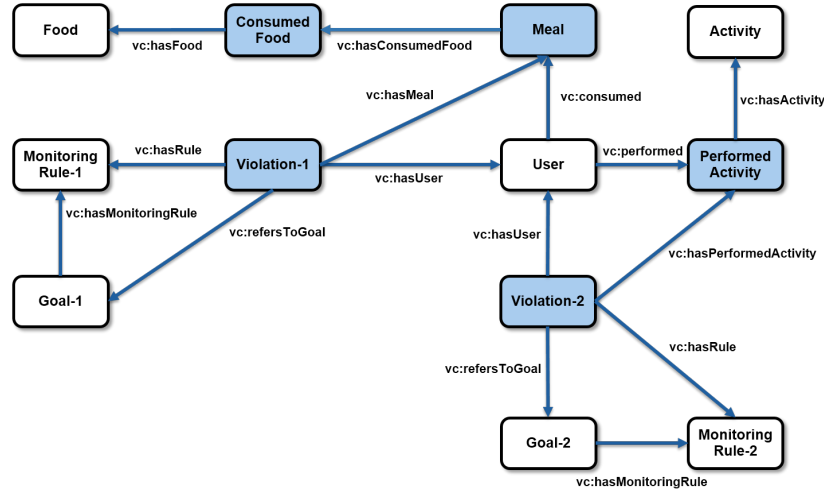 Food
Consumed
Food
Meal
Activity
vc:hasFood
vc:hasConsumedFood
vc:hasMeal
vc:consumed
vc:hasActivity
Monitoring
Rule-1
vc:hasRule
Violation-1
vc:hasUser
User
vc:performed
Performed
Activity
vc:hasMonitoringRule
vc:refersToGoal
vc:hasUser
vc:hasPerformedActivity
Goal-1
Violation-2
vc:refersToGoal
vc:hasRule
Goal-2
Monitoring
Rule-2
vc:hasMonitoringRule